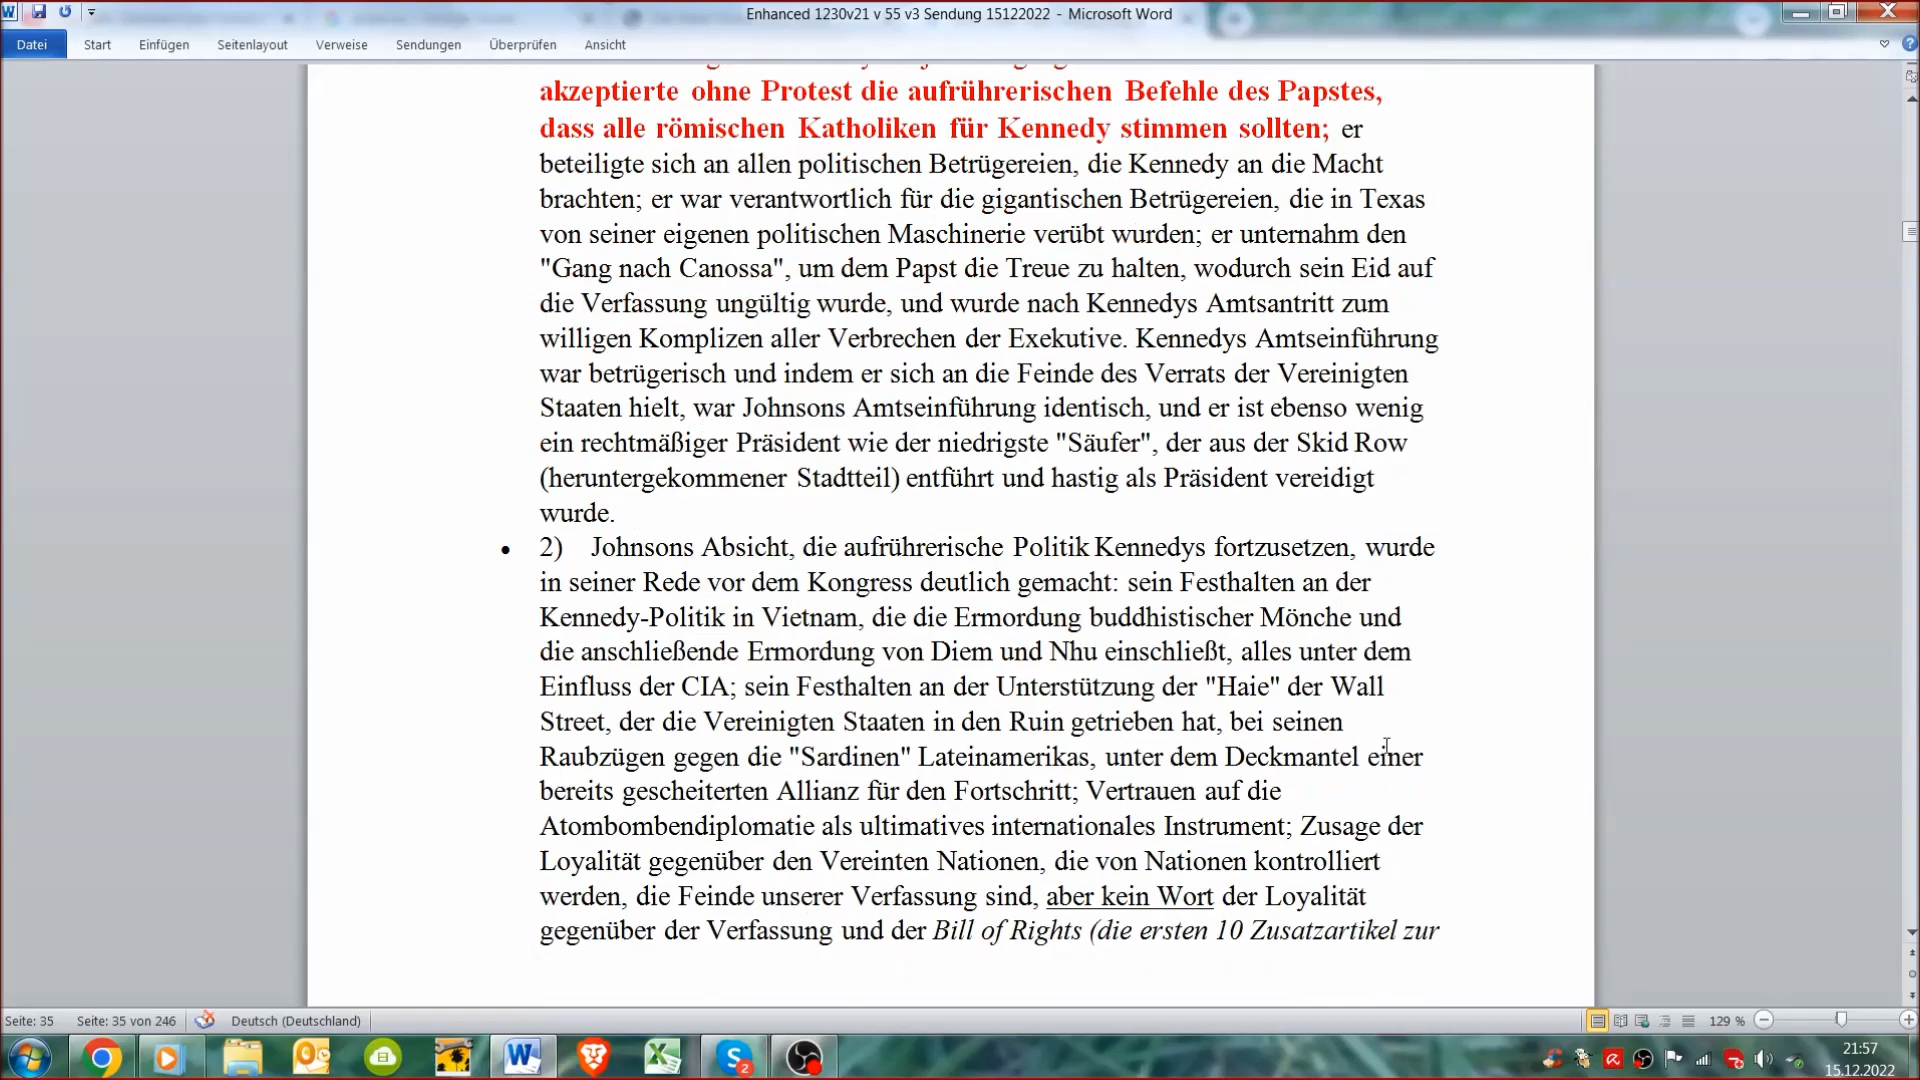 Enhanced 1230v21 v 55 v3 Sendung 15122022 - Microsoft Word
Datei Start Einfügen Seitenlayout Verweise Sendungen Überprüfen Ansicht
akzeptierte ohne Protest die aufrührerischen Befehle des Papstes,
dass alle römischen Katholiken für Kennedy stimmen sollten; er
beteiligte sich an allen politischen Betrügereien, die Kennedy an die Macht
brachten; er war verantwortlich für die gigantischen Betrügereien, die in Texas
von seiner eigenen politischen Maschinerie verübt wurden; er unternahm den
"Gang nach Canossa", um dem Papst die Treue zu halten, wodurch sein Eid auf
die Verfassung ungültig wurde, und wurde nach Kennedys Amtsantritt zum
willigen Komplizen aller Verbrechen der Exekutive. Kennedys Amtseinführung
war betrügerisch und indem er sich an die Feinde des Verrats der Vereinigten
Staaten hielt, war Johnsons Amtseinführung identisch, und er ist ebenso wenig
ein rechtmäßiger Präsident wie der niedrigste "Säufer", der aus der Skid Row
(heruntergekommener Stadtteil) entführt und hastig als Präsident vereidigt
wurde.
• 2) Johnsons Absicht, die aufrührerische Politik Kennedys fortzusetzen, wurde
in seiner Rede vor dem Kongress deutlich gemacht: sein Festhalten an der
Kennedy-Politik in Vietnam, die die Ermordung buddhistischer Mönche und
die anschließende Ermordung von Diem und Nhu einschließt, alles unter dem
Einfluss der CIA; sein Festhalten an der Unterstützung der "Haie" der Wall
Street, der die Vereinigten Staaten in den Ruin getrieben hat, bei seinen
Raubzügen gegen die "Sardinen" Lateinamerikas, unter dem Deckmantel einer
bereits gescheiterten Allianz für den Fortschritt; Vertrauen auf die
Atombombendiplomatie als ultimatives internationales Instrument; Zusage der
Loyalität gegenüber den Vereinten Nationen, die von Nationen kontrolliert
werden, die Feinde unserer Verfassung sind, aber kein Wort der Loyalität
gegenüber der Verfassung und der Bill of Rights (die ersten 10 Zusatzartikel zur
Seite: 35 Seite: 35 von 246 Deutsch (Deutschland) 129 %
21:57
15.12.2022